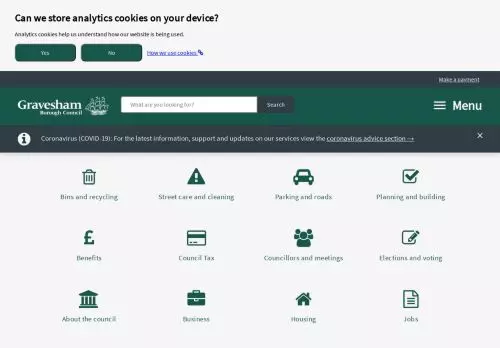 Can we store analytics cookies on your device?
Analytics cookies help us understand how our website is being used.
Yes
No
How we use cookies.
Make a payment
Gravesham
Borough Council
What are you looking for?
Search
Menu
Coronavirus (COVID-19): For the latest information, support and updates on our services view the coronavirus advice section →
Bins and recycling
Street care and cleaning
Parking and roads
Planning and building
Benefits
Council Tax
Councillors and meetings
Elections and voting
About the council
Business
Housing
Jobs